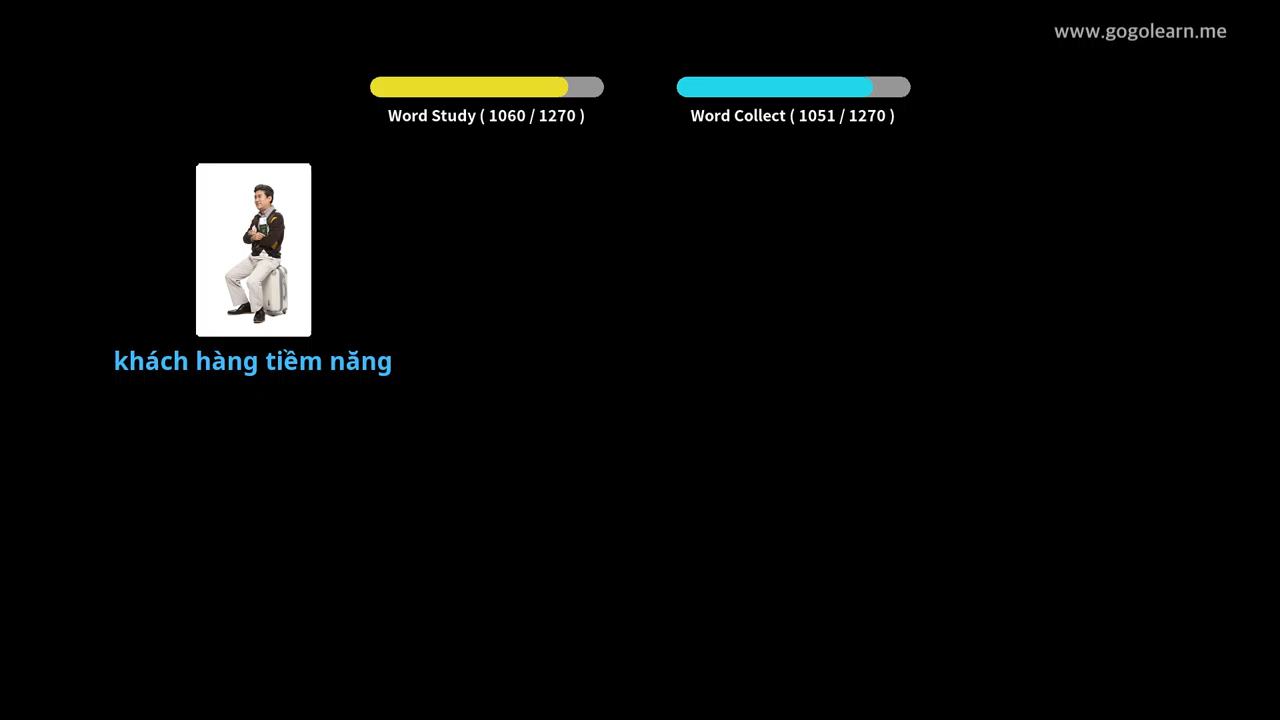 www.gogolearn.me
Word Study ( 1060 / 1270 )
Word Collect ( 1051 / 1270 )
khách hàng tiềm năng